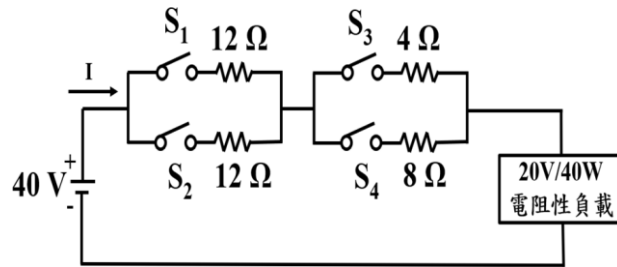 S₁ 12 Ω S₃ 4 Ω
I
40 V + -
S₂ 12 Ω S₄ 8 Ω
20V/40W
電阻性負載